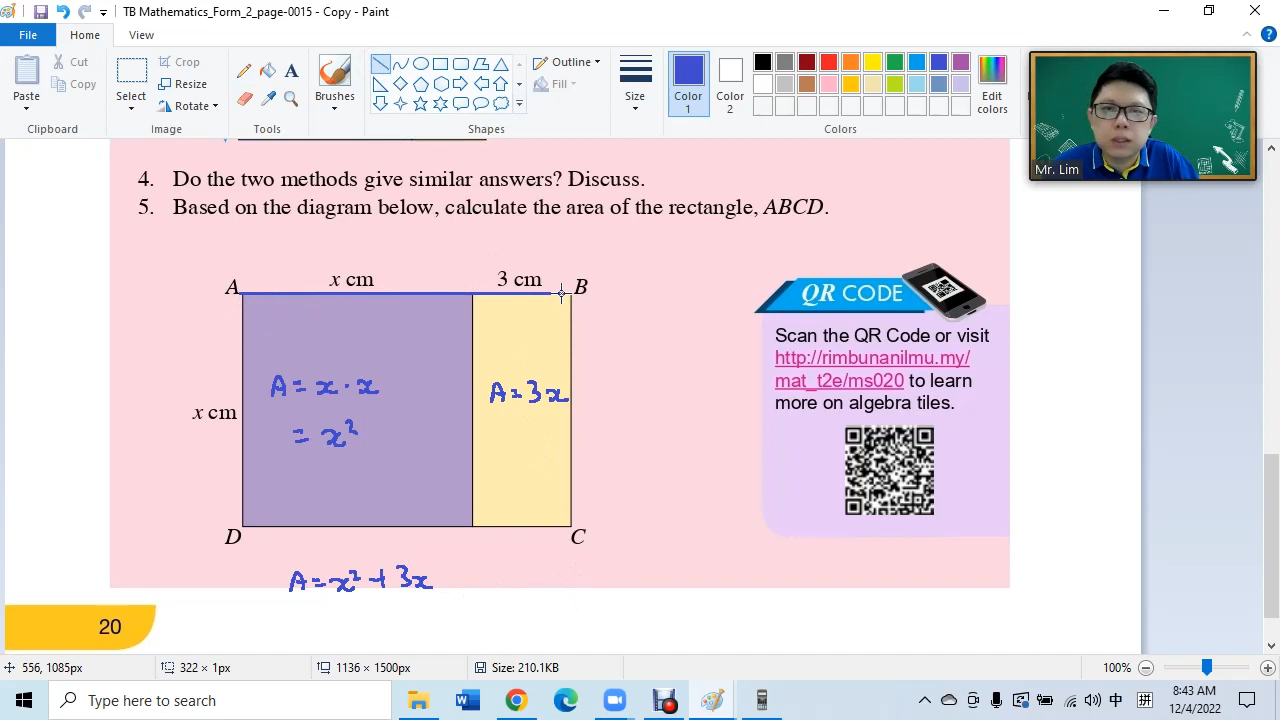 TB Mathematics_Form_2_page-0015 - Copy - Paint
File Home View
Paste Cut Copy Clipboard
Select Crop Resize Rotate Image
Tools
Brushes
Outline Fill Shapes
Size
Color 1 Color 2 Edit colors Colors
Mr. Lim
4. Do the two methods give similar answers? Discuss.
5. Based on the diagram below, calculate the area of the rectangle, ABCD.
A x cm 3 cm B
x cm
A = x · x
= x²
A = 3x
D C
A = x² + 3x
QR CODE
Scan the QR Code or visit
http://rimbunanilmu.my/
mat_t2e/ms020 to learn
more on algebra tiles.
20
556, 1085px 322 × 1px 1136 × 1500px Size: 210.1KB 100%
Type here to search
中 拼 8:43 AM
12/4/2022